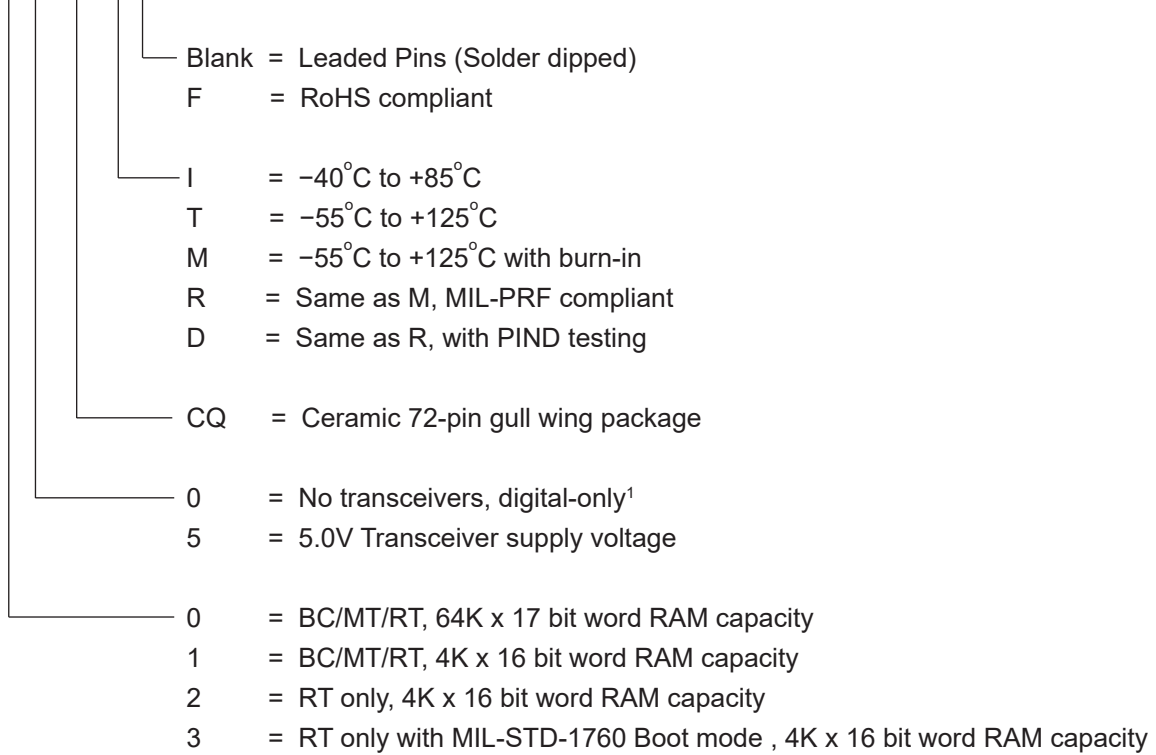 Blank = Leaded Pins (Solder dipped)
F = RoHS compliant
I = −40°C to +85°C
T = −55°C to +125°C
M = −55°C to +125°C with burn-in
R = Same as M, MIL-PRF compliant
D = Same as R, with PIND testing
CQ = Ceramic 72-pin gull wing package
0 = No transceivers, digital-only¹
5 = 5.0V Transceiver supply voltage
0 = BC/MT/RT, 64K x 17 bit word RAM capacity
1 = BC/MT/RT, 4K x 16 bit word RAM capacity
2 = RT only, 4K x 16 bit word RAM capacity
3 = RT only with MIL-STD-1760 Boot mode , 4K x 16 bit word RAM capacity